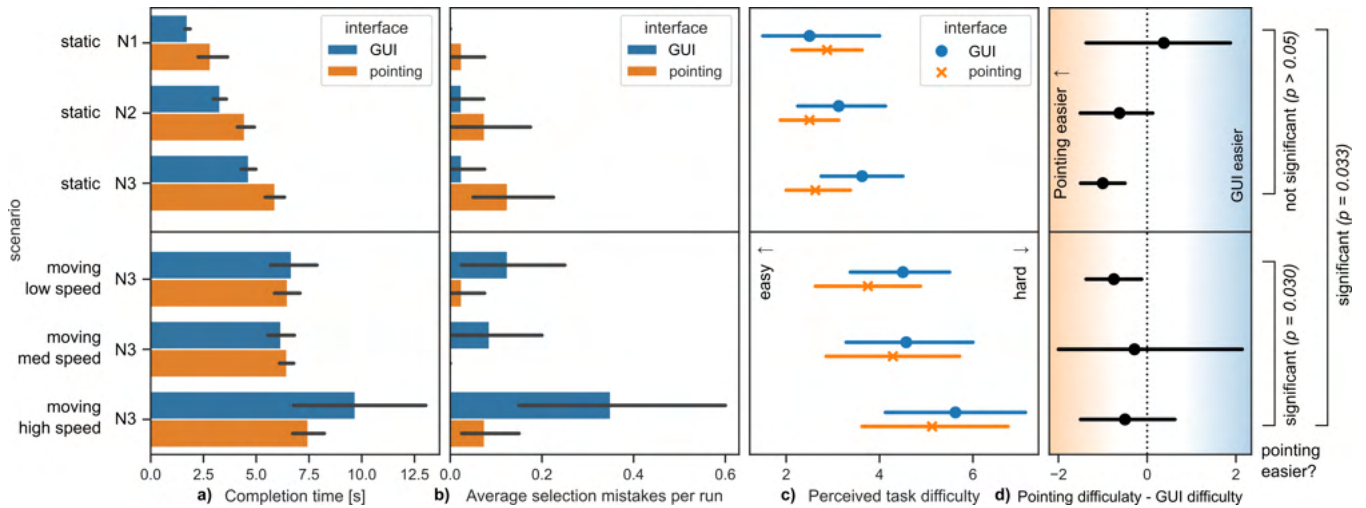 scenario
static N1
static N2
static N3
moving
low speed N3
moving
med speed N3
moving
high speed N3
interface
GUI
pointing
0.0 2.5 5.0 7.5 10.0 12.5
a) Completion time [s]
interface
GUI
pointing
0.0 0.2 0.4 0.6
b) Average selection mistakes per run
interface
GUI
pointing
easy →
hard →
2 4 6
c) Perceived task difficulty
Pointing easier →
GUI easier
−2 0 2
d) Pointing difficulaty - GUI difficulty
not significant (p > 0.05)
significant (p = 0.030)
significant (p = 0.033)
pointing
easier?